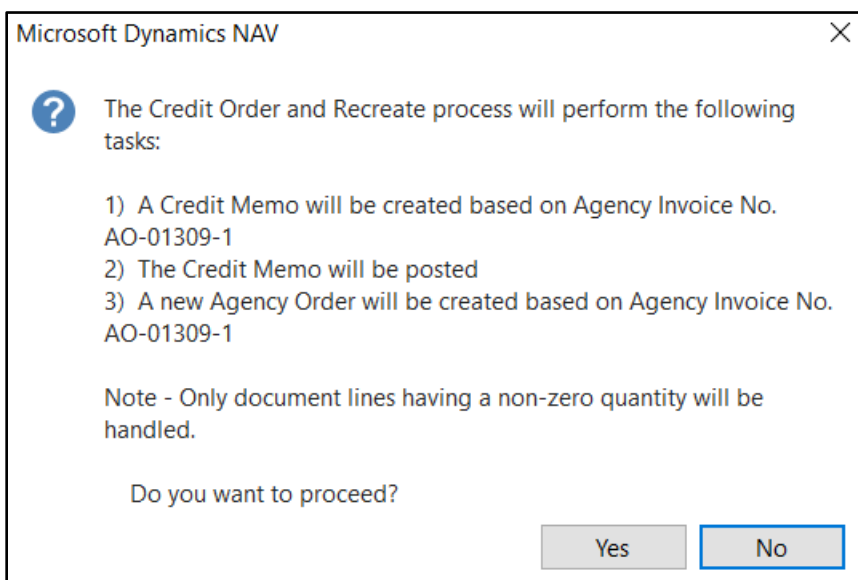 Microsoft Dynamics NAV
The Credit Order and Recreate process will perform the following
tasks:
1)  A Credit Memo will be created based on Agency Invoice No.
AO-01309-1
2)  The Credit Memo will be posted
3)  A new Agency Order will be created based on Agency Invoice No.
AO-01309-1
Note - Only document lines having a non-zero quantity will be
handled.
Do you want to proceed?
Yes
No